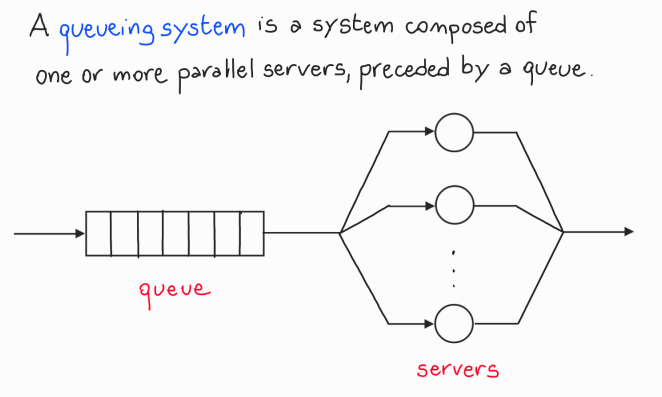 A queueing system is a system composed of
one or more parallel servers, preceded by a queue.
queue
servers